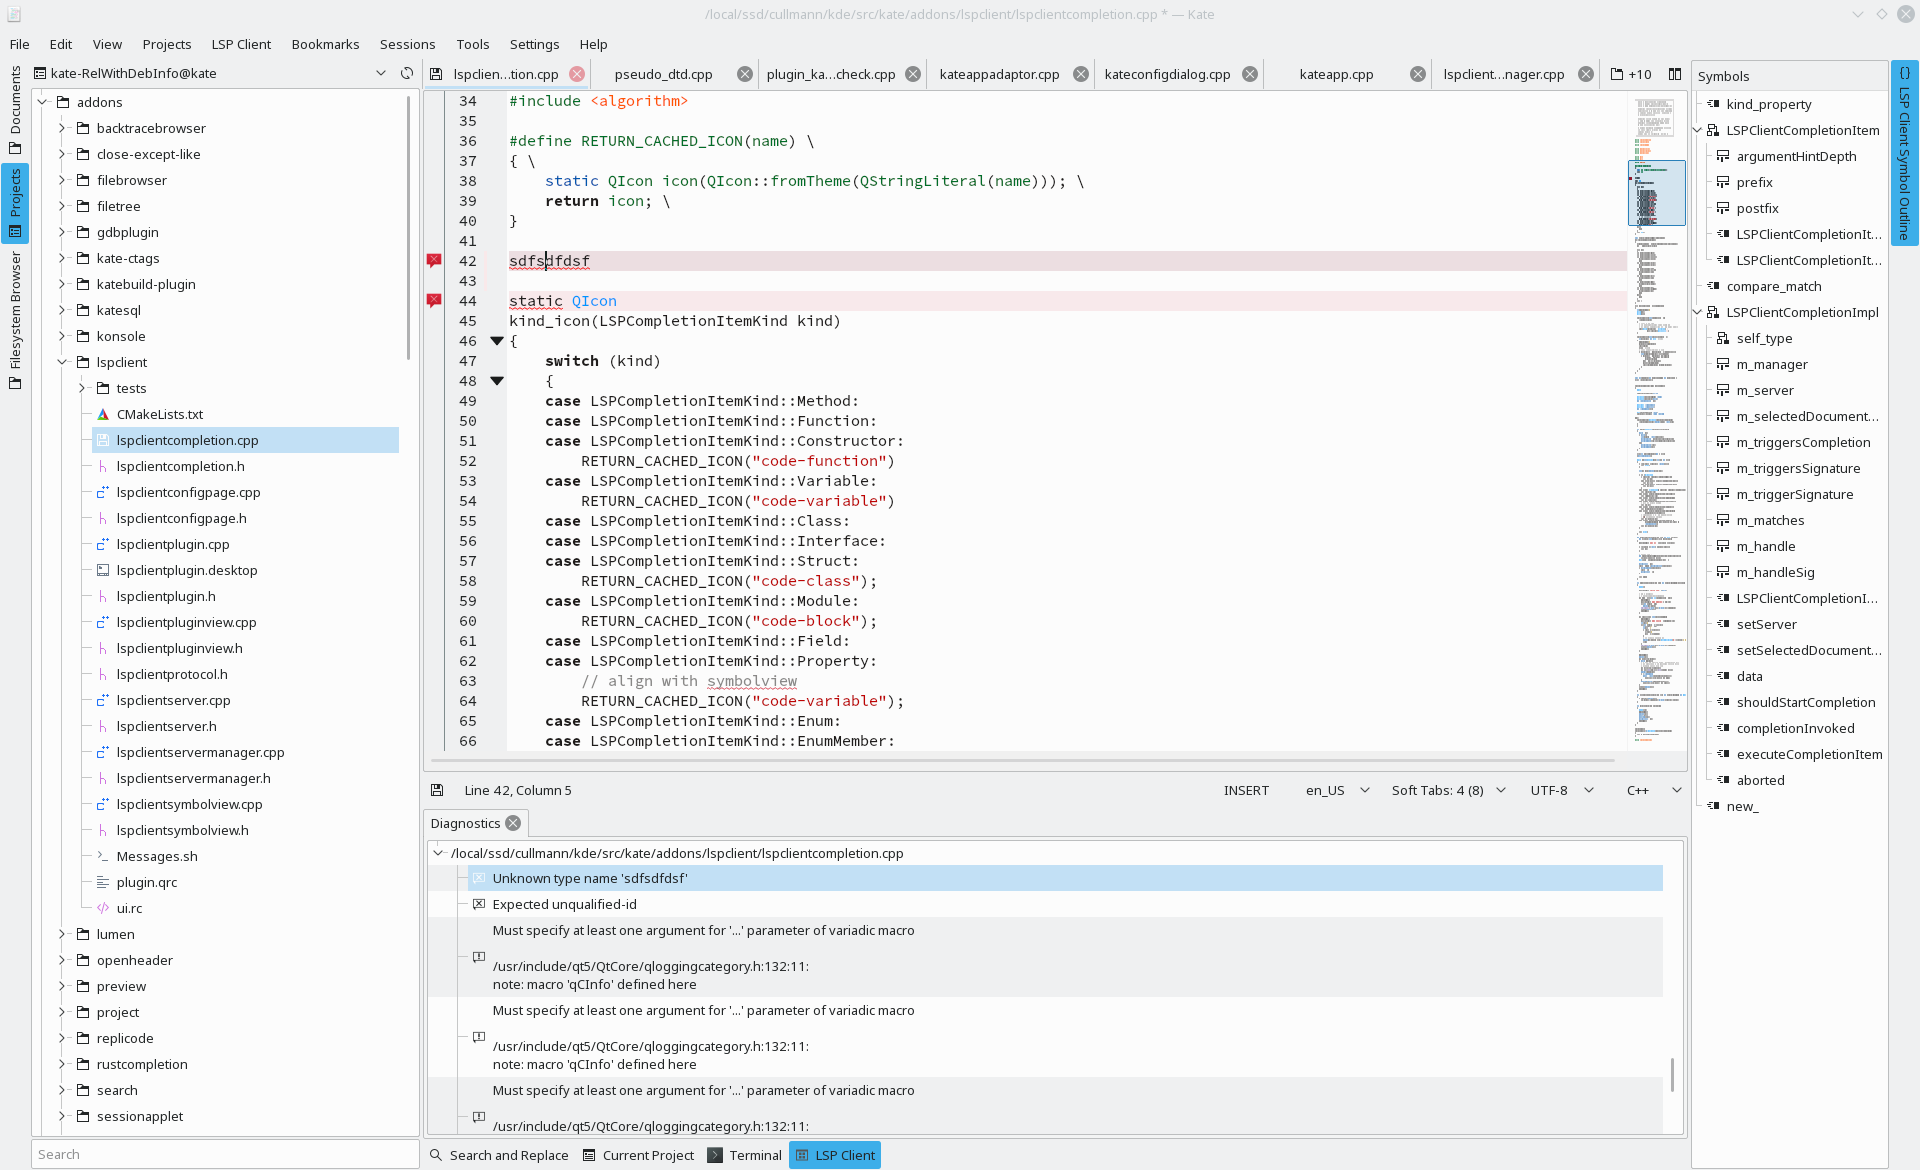 /local/ssd/cullmann/kde/src/kate/addons/lspclient/lspclientcompletion.cpp * — Kate
File Edit View Projects LSP Client Bookmarks Sessions Tools Settings Help
Documents
Projects
Filesystem Browser
kate-RelWithDebInfo@kate
addons
backtracebrowser
close-except-like
filebrowser
filetree
gdbplugin
kate-ctags
katebuild-plugin
katesql
konsole
lspclient
tests
CMakeLists.txt
lspclientcompletion.cpp
lspclientcompletion.h
lspclientconfigpage.cpp
lspclientconfigpage.h
lspclientplugin.cpp
lspclientplugin.desktop
lspclientplugin.h
lspclientpluginview.cpp
lspclientpluginview.h
lspclientprotocol.h
lspclientserver.cpp
lspclientserver.h
lspclientservermanager.cpp
lspclientservermanager.h
lspclientsymbolview.cpp
lspclientsymbolview.h
Messages.sh
plugin.qrc
ui.rc
lumen
openheader
preview
project
replicode
rustcompletion
search
sessionapplet
Search
lspclien...tion.cpp pseudo_dtd.cpp plugin_ka...check.cpp kateappadaptor.cpp kateconfigdialog.cpp kateapp.cpp lspclient...nager.cpp +10
34 #include <algorithm>
35
36 #define RETURN_CACHED_ICON(name) \
37 { \
38     static QIcon icon(QIcon::fromTheme(QStringLiteral(name))); \
39     return icon; \
40 }
41
42 sdfsdfdsf
43
44 static QIcon
45 kind_icon(LSPCompletionItemKind kind)
46 {
47     switch (kind)
48     {
49     case LSPCompletionItemKind::Method:
50     case LSPCompletionItemKind::Function:
51     case LSPCompletionItemKind::Constructor:
52         RETURN_CACHED_ICON("code-function")
53     case LSPCompletionItemKind::Variable:
54         RETURN_CACHED_ICON("code-variable")
55     case LSPCompletionItemKind::Class:
56     case LSPCompletionItemKind::Interface:
57     case LSPCompletionItemKind::Struct:
58         RETURN_CACHED_ICON("code-class");
59     case LSPCompletionItemKind::Module:
60         RETURN_CACHED_ICON("code-block");
61     case LSPCompletionItemKind::Field:
62     case LSPCompletionItemKind::Property:
63         // align with symbolview
64         RETURN_CACHED_ICON("code-variable");
65     case LSPCompletionItemKind::Enum:
66     case LSPCompletionItemKind::EnumMember:
Line 42, Column 5 INSERT en_US Soft Tabs: 4 (8) UTF-8 C++
Diagnostics
/local/ssd/cullmann/kde/src/kate/addons/lspclient/lspclientcompletion.cpp
Unknown type name 'sdfsdfdsf'
Expected unqualified-id
Must specify at least one argument for '...' parameter of variadic macro
/usr/include/qt5/QtCore/qloggingcategory.h:132:11:
note: macro 'qCInfo' defined here
Must specify at least one argument for '...' parameter of variadic macro
/usr/include/qt5/QtCore/qloggingcategory.h:132:11:
note: macro 'qCInfo' defined here
Must specify at least one argument for '...' parameter of variadic macro
/usr/include/qt5/QtCore/qloggingcategory.h:132:11:
Search and Replace Current Project Terminal LSP Client
Symbols
kind_property
LSPClientCompletionItem
argumentHintDepth
prefix
postfix
LSPClientCompletionIt...
LSPClientCompletionIt...
compare_match
LSPClientCompletionImpl
self_type
m_manager
m_server
m_selectedDocument...
m_triggersCompletion
m_triggersSignature
m_triggerSignature
m_matches
m_handle
m_handleSig
LSPClientCompletionI...
setServer
setSelectedDocument...
data
shouldStartCompletion
completionInvoked
executeCompletionItem
aborted
new_
{} LSP Client Symbol Outline